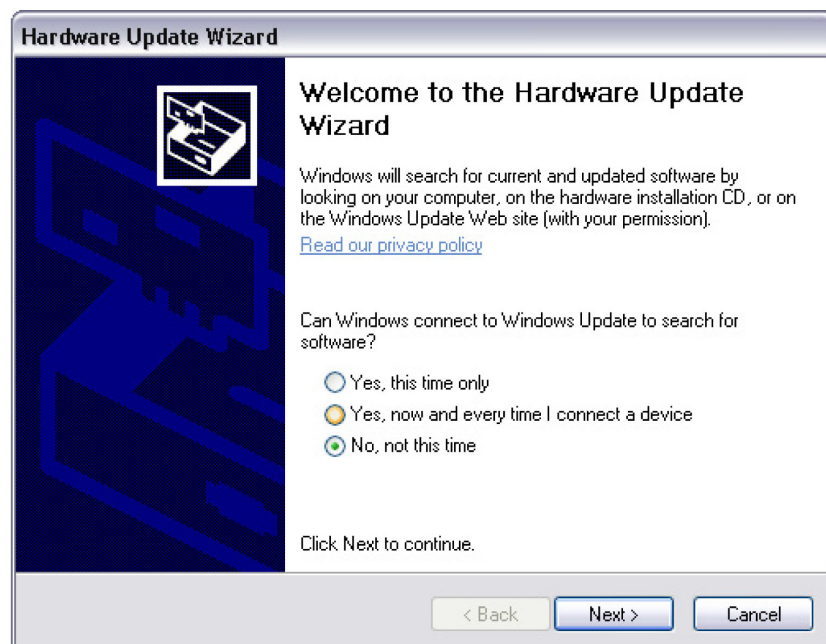 Hardware Update Wizard
Welcome to the Hardware Update
Wizard
Windows will search for current and updated software by
looking on your computer, on the hardware installation CD, or on
the Windows Update Web site (with your permission).
Read our privacy policy
Can Windows connect to Windows Update to search for
software?
Yes, this time only
Yes, now and every time I connect a device
No, not this time
Click Next to continue.
< Back
Next >
Cancel